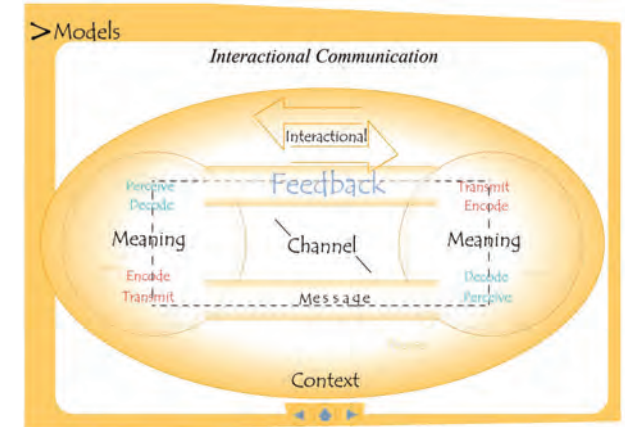 >Models
Interactional Communication
Interactional
Feedback
Perceive
Decode
Transmit
Encode
Meaning
Channel
Meaning
Encode
Transmit
Decode
Perceive
Message
Context